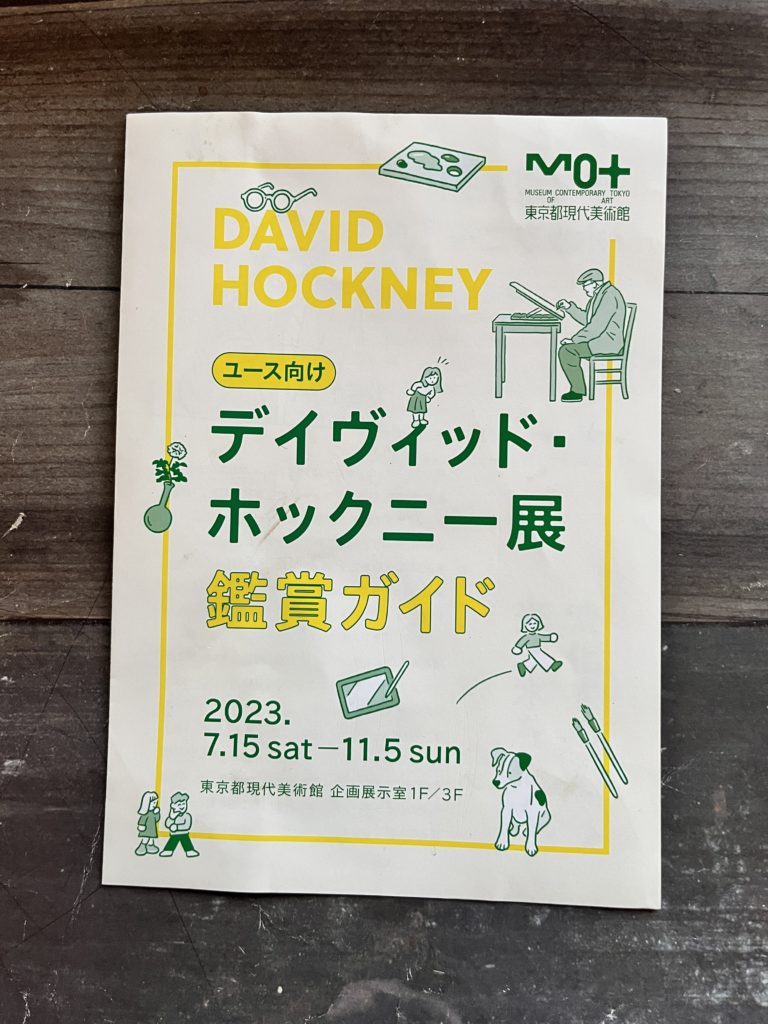 MOT
MUSEUM OF CONTEMPORARY ART TOKYO
東京都現代美術館
DAVID
HOCKNEY
ユース向け
デイヴィッド・
ホックニー展
鑑賞ガイド
2023.
7.15 sat－11.5 sun
東京都現代美術館 企画展示室1F／3F